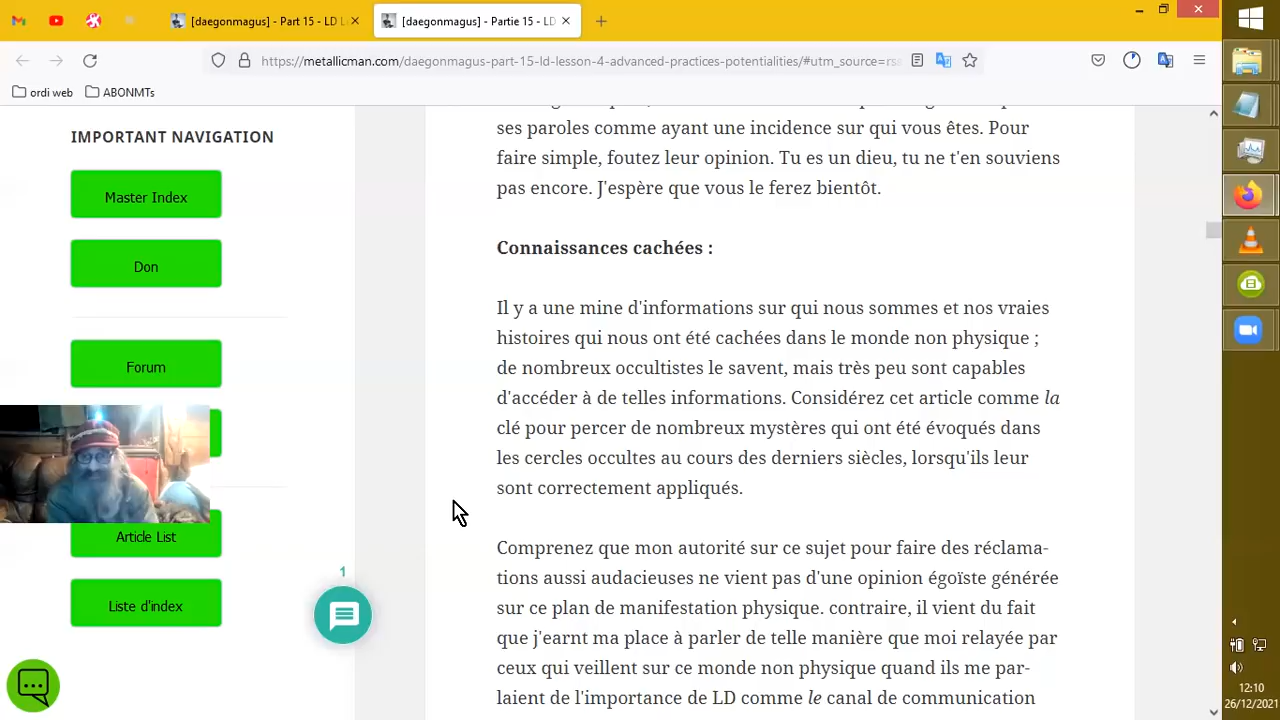 [daegonmagus] - Part 15 - LD L
[daegonmagus] - Partie 15 - LD
https://metallicman.com/daegonmagus-part-15-ld-lesson-4-advanced-practices-potentialities/#utm_source=rs
ordi web
ABONMTs
IMPORTANT NAVIGATION
Master Index
Don
Forum
Article List
Liste d'index
1
ses paroles comme ayant une incidence sur qui vous êtes. Pour
faire simple, foutez leur opinion. Tu es un dieu, tu ne t'en souviens
pas encore. J'espère que vous le ferez bientôt.
Connaissances cachées :
Il y a une mine d'informations sur qui nous sommes et nos vraies
histoires qui nous ont été cachées dans le monde non physique ;
de nombreux occultistes le savent, mais très peu sont capables
d'accéder à de telles informations. Considérez cet article comme la
clé pour percer de nombreux mystères qui ont été évoqués dans
les cercles occultes au cours des derniers siècles, lorsqu'ils leur
sont correctement appliqués.
Comprenez que mon autorité sur ce sujet pour faire des réclama-
tions aussi audacieuses ne vient pas d'une opinion égoïste générée
sur ce plan de manifestation physique. contraire, il vient du fait
que j'earnt ma place à parler de telle manière que moi relayée par
ceux qui veillent sur ce monde non physique quand ils me par-
laient de l'importance de LD comme le canal de communication
12:10
26/12/2021